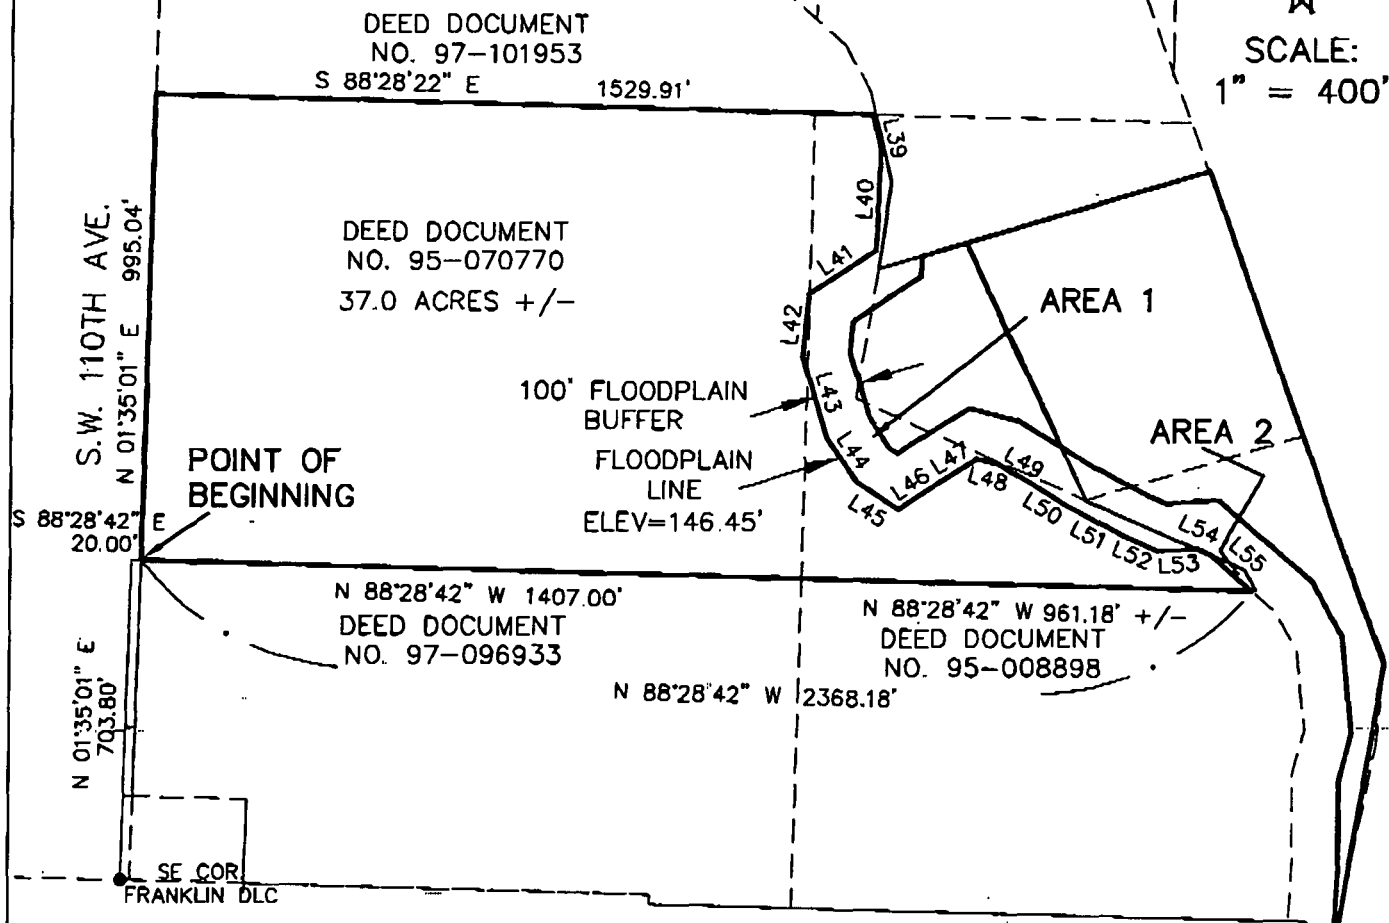 DEED DOCUMENT
NO. 97-101953
S 88°28'22" E 1529.91'
SCALE:
1" = 400'
L39
L40
L41
L42
DEED DOCUMENT
NO. 95-070770
37.0 ACRES +/-
S.W. 110TH AVE.
N 01°35'01" E 995.04'
AREA 1
100' FLOODPLAIN
BUFFER
L43
FLOODPLAIN
LINE
ELEV=146.45'
L44
L45
L46
L47
L48
L49
L50
L51
L52
L53
L54
L55
AREA 2
POINT OF
BEGINNING
S 88°28'42" E
20.00'
N 88°28'42" W 1407.00'
DEED DOCUMENT
NO. 97-096933
N 88°28'42" W 961.18' +/-
DEED DOCUMENT
NO. 95-008898
N 88°28'42" W 2368.18'
N 01°35'01" E
703.80'
SE COR
FRANKLIN DLC